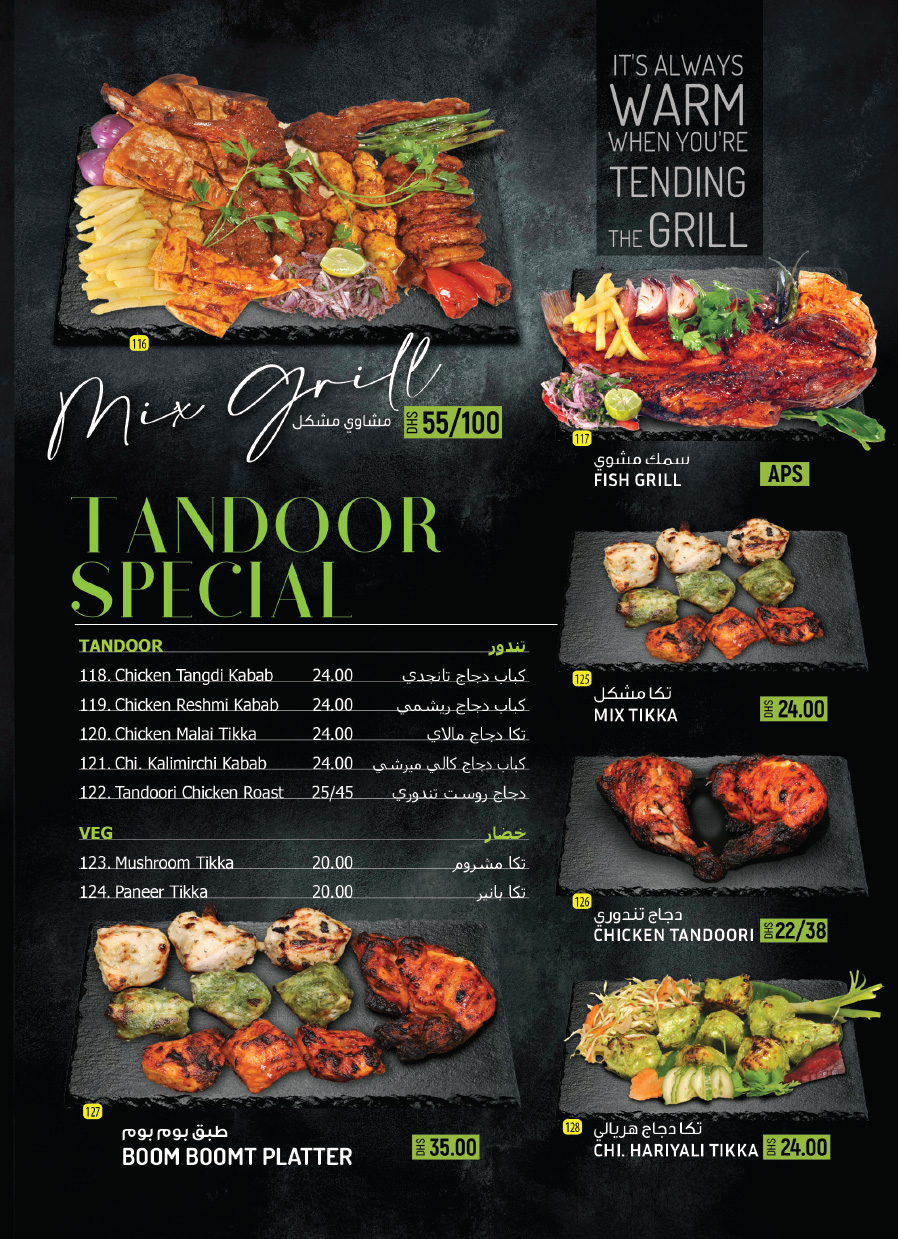 IT'S ALWAYS
WARM
WHEN YOU'RE
TENDING
THE GRILL
116
Mix Grill
مشاوي مشكل
DHS 55/100
117
سمك مشوي
FISH GRILL
APS
TANDOOR
SPECIAL
TANDOOR تندور
118. Chicken Tangdi Kabab 24.00 كباب دجاج تانجدي
119. Chicken Reshmi Kabab 24.00 كباب دجاج ريشمي
120. Chicken Malai Tikka 24.00 تكا دجاج مالاي
121. Chi. Kalimirchi Kabab 24.00 كباب دجاج كالي ميرشي
122. Tandoori Chicken Roast 25/45 دجاج روست تندوري
VEG خضار
123. Mushroom Tikka 20.00 تكا مشروم
124. Paneer Tikka 20.00 تكا بانير
125
تكا مشكل
MIX TIKKA
DHS 24.00
126
دجاج تندوري
CHICKEN TANDOORI DHS 22/38
127
طبق بوم بوم
BOOM BOOMT PLATTER
DHS 35.00
128
تكا دجاج هريالي
CHI. HARIYALI TIKKA DHS 24.00